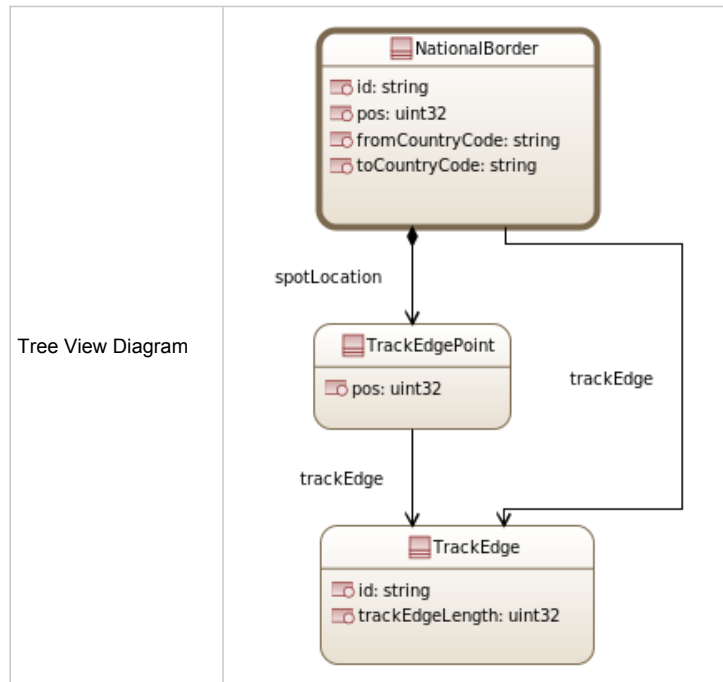 NationalBorder
id: string
pos: uint32
fromCountryCode: string
toCountryCode: string
spotLocation
Tree View Diagram
TrackEdgePoint
pos: uint32
trackEdge
trackEdge
TrackEdge
id: string
trackEdgeLength: uint32